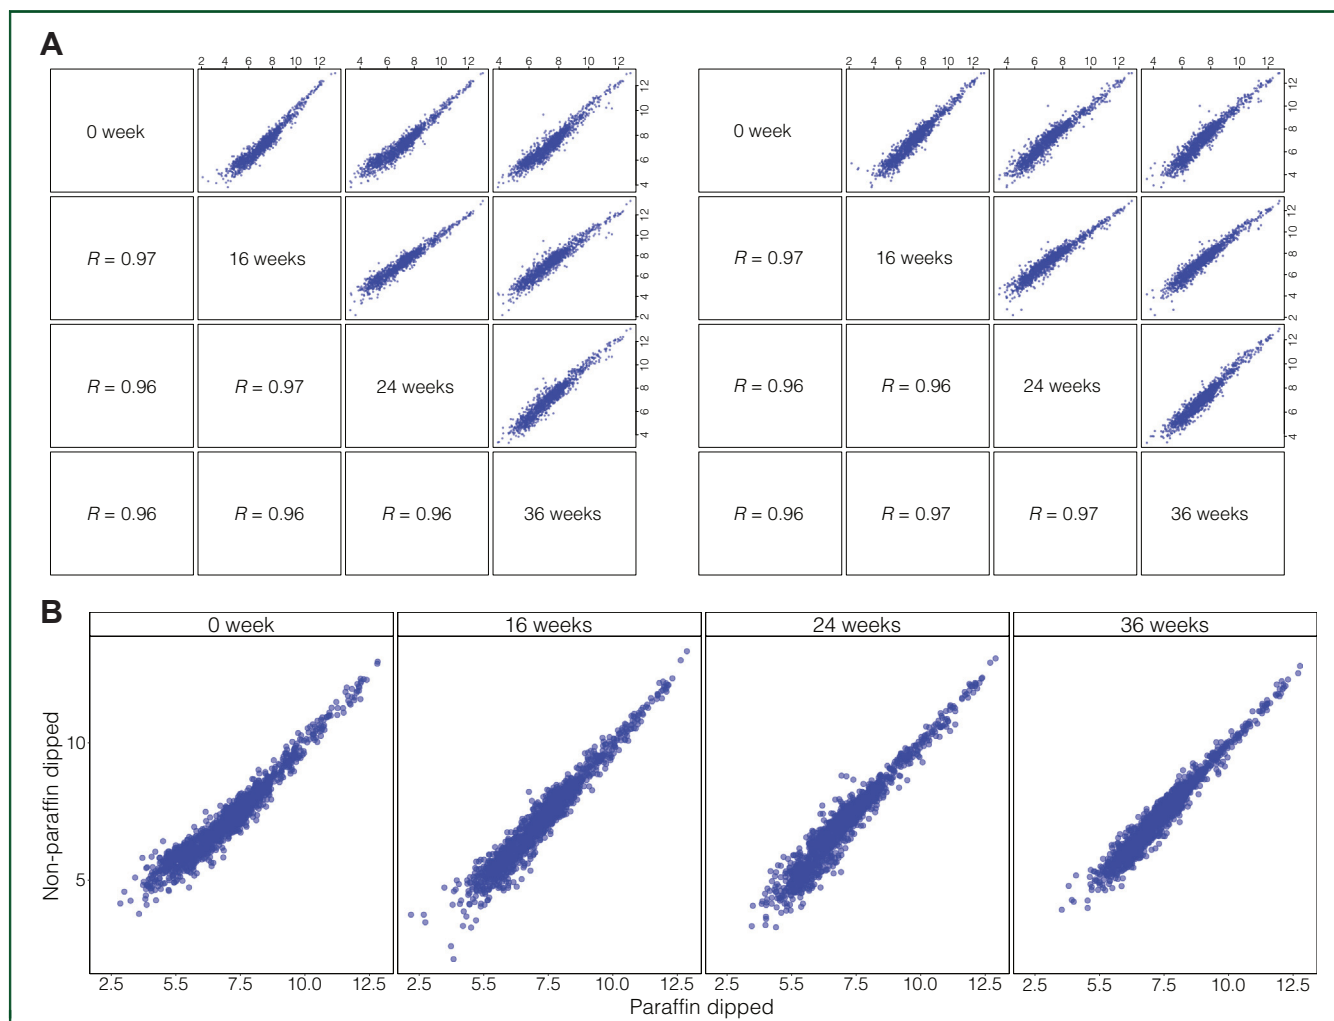 A
2 4 6 8 10 12 4 6 8 10 12 4 6 8 10 12 2 4 6 8 10 12 4 6 8 10 12 4 6 8 10 12
0 week 4 6 8 10 12 0 week 4 6 8 10 12
R = 0.97 16 weeks 2 4 6 8 10 12 R = 0.97 16 weeks 2 4 6 8 10 12
R = 0.96 R = 0.97 24 weeks 4 6 8 10 12 R = 0.96 R = 0.96 24 weeks 4 6 8 10 12
R = 0.96 R = 0.96 R = 0.96 36 weeks R = 0.96 R = 0.97 R = 0.97 36 weeks
B
0 week 16 weeks 24 weeks 36 weeks
Non-paraffin dipped
10
5
2.5 5.5 7.5 10.0 12.5 2.5 5.5 7.5 10.0 12.5 2.5 5.5 7.5 10.0 12.5 2.5 5.5 7.5 10.0 12.5
Paraffin dipped